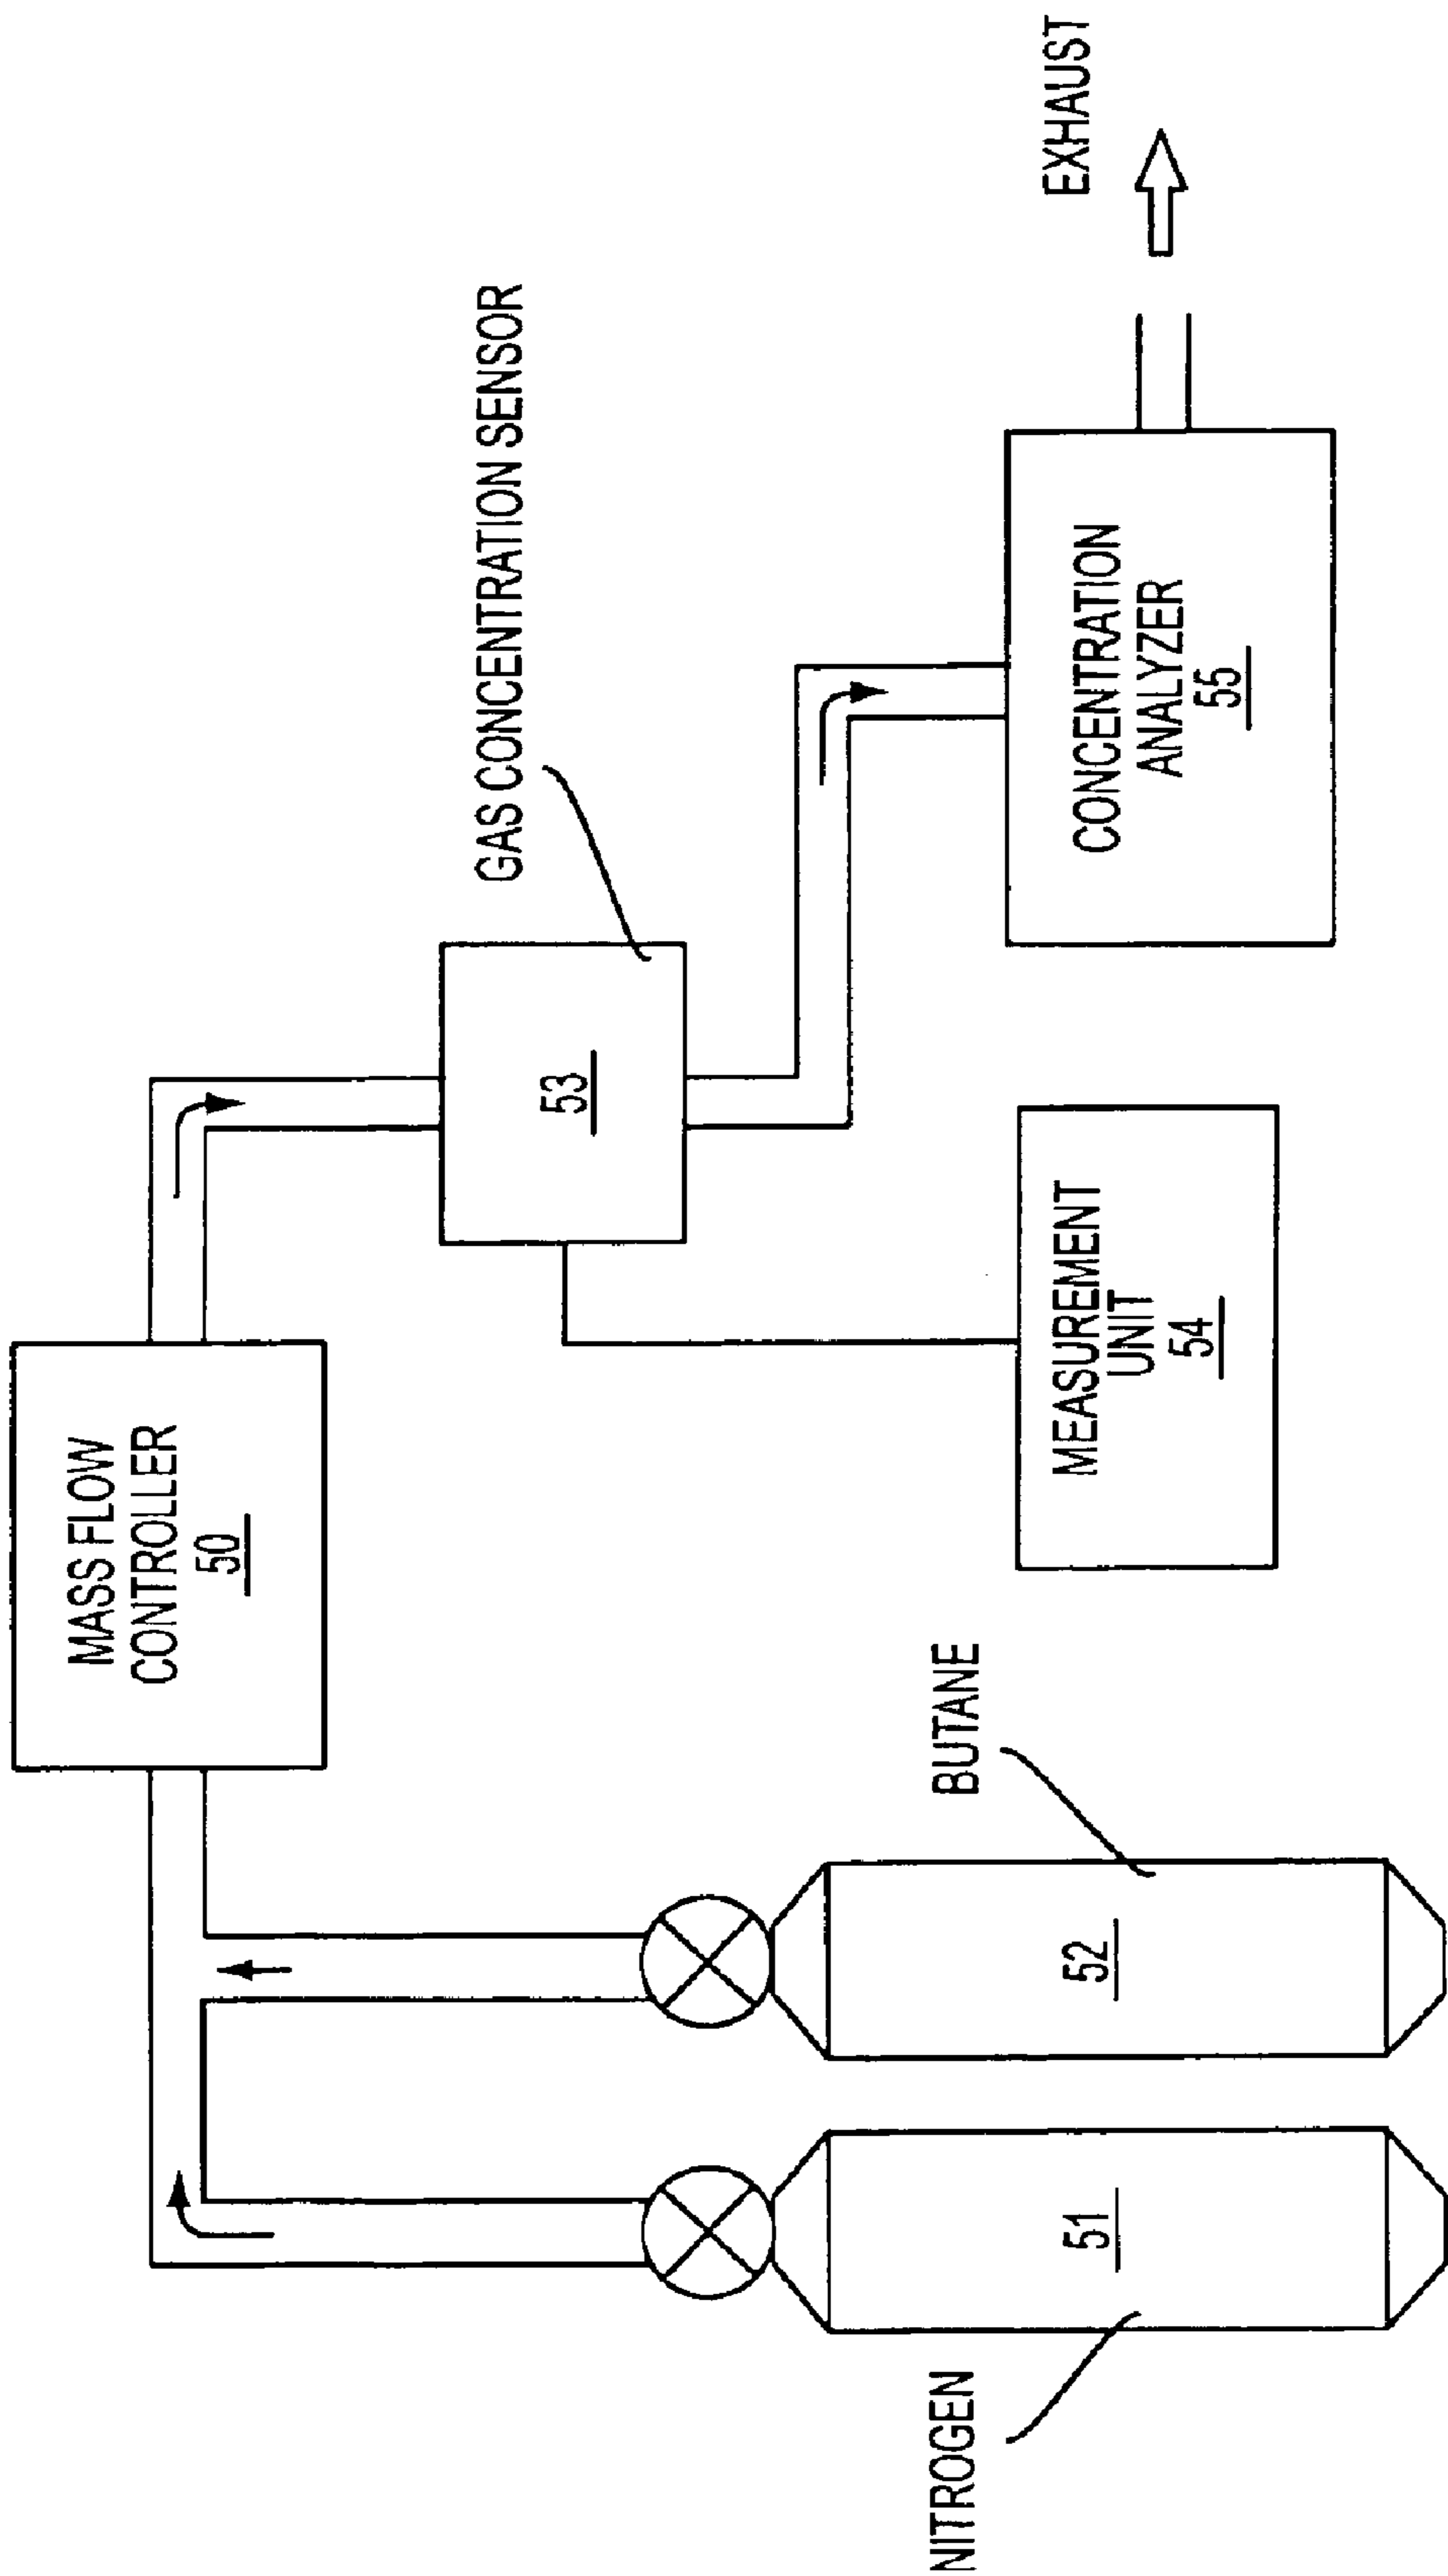 MASS FLOW
CONTROLLER
50
GAS CONCENTRATION SENSOR
53
EXHAUST
NITROGEN
51
BUTANE
52
MEASUREMENT
UNIT
54
CONCENTRATION
ANALYZER
55